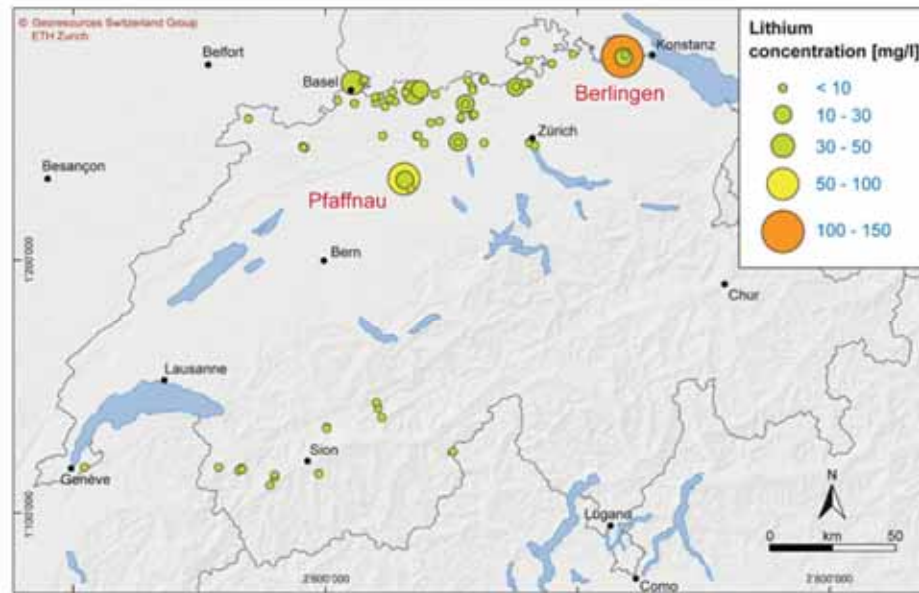 © Georesources Switzerland Group
ETH Zurich
Belfort
Konstanz
Basel
Berlingen
Zürich
Besançon
Pfaffnau
Bern
Chur
Lausanne
Sion
Genève
Lugano
Como
1'200'000
1'100'000
2'600'000
2'800'000
Lithium
concentration [mg/l]
< 10
10 - 30
30 - 50
50 - 100
100 - 150
N
0 km 50